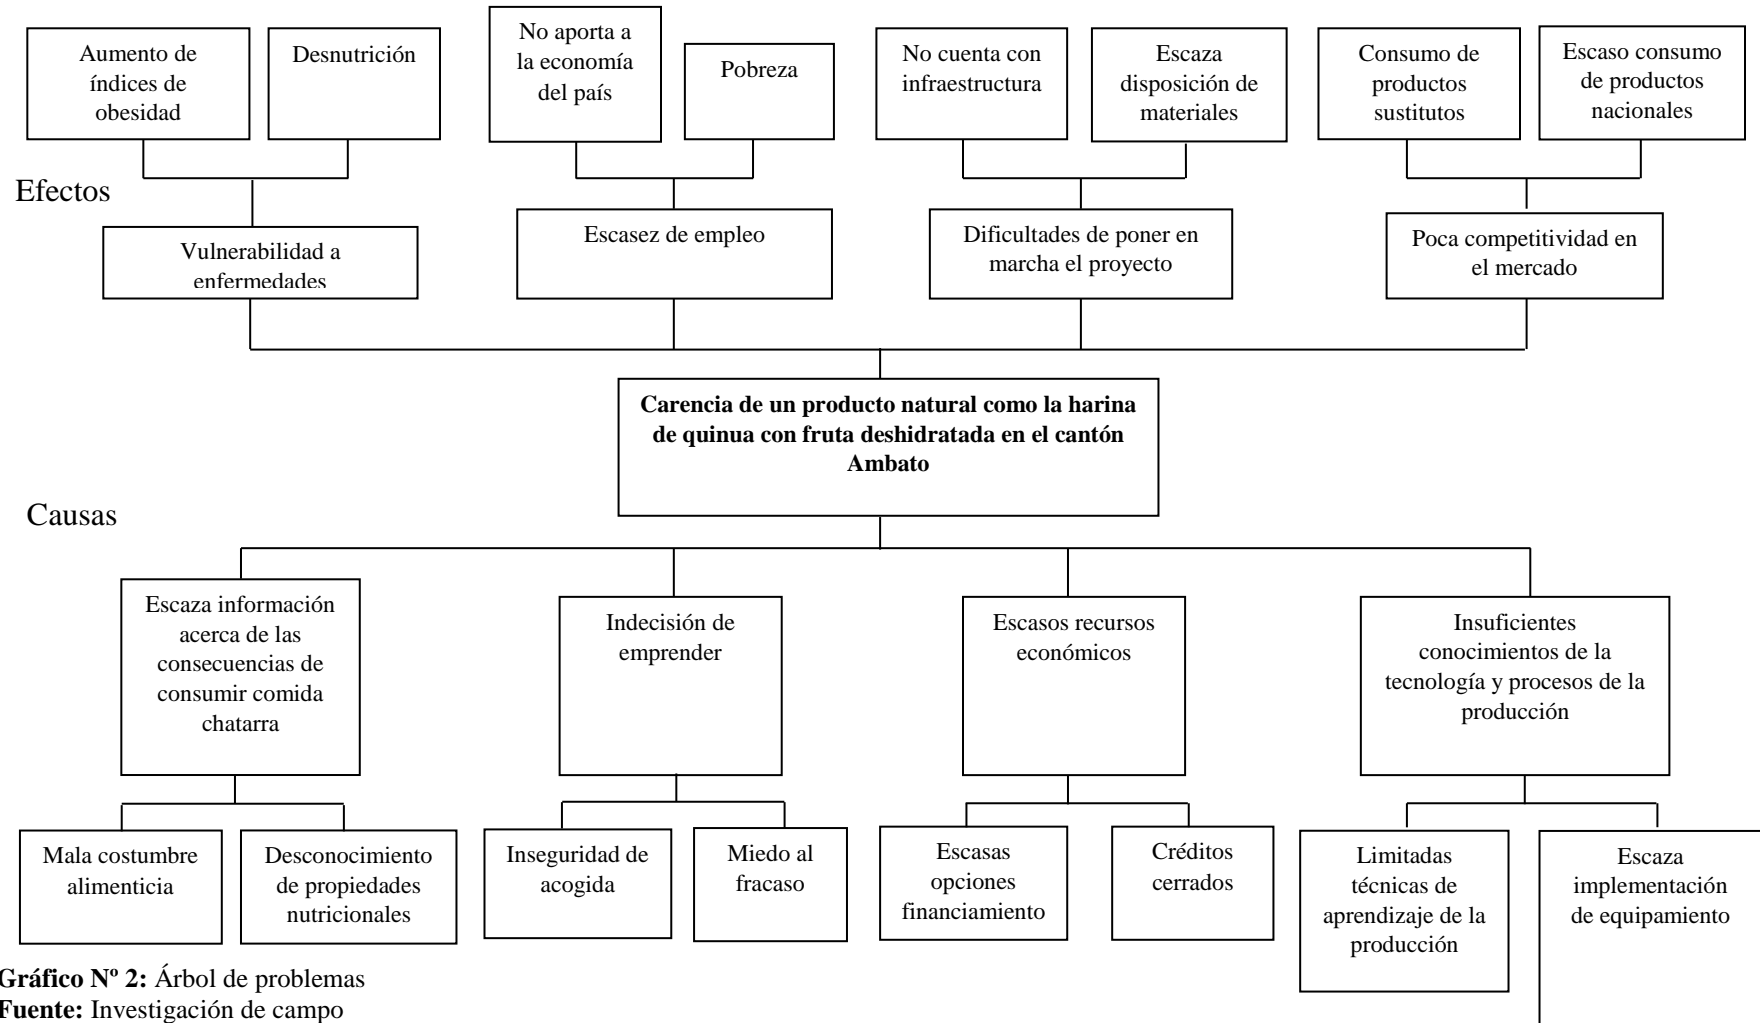 Aumento de
índices de
obesidad
Desnutrición
No aporta a
la economía
del país
Pobreza
No cuenta con
infraestructura
Escaza
disposición de
materiales
Consumo de
productos
sustitutos
Escaso consumo
de productos
nacionales
Efectos
Vulnerabilidad a
enfermedades
Escasez de empleo
Dificultades de poner en
marcha el proyecto
Poca competitividad en
el mercado
Carencia de un producto natural como la harina
de quinua con fruta deshidratada en el cantón
Ambato
Causas
Escaza información
acerca de las
consecuencias de
consumir comida
chatarra
Indecisión de
emprender
Escasos recursos
económicos
Insuficientes
conocimientos de la
tecnología y procesos de la
producción
Mala costumbre
alimenticia
Desconocimiento
de propiedades
nutricionales
Inseguridad de
acogida
Miedo al
fracaso
Escasas
opciones
financiamiento
Créditos
cerrados
Limitadas
técnicas de
aprendizaje de la
producción
Escaza
implementación
de equipamiento
Gráfico Nº 2: Árbol de problemas
Fuente: Investigación de campo